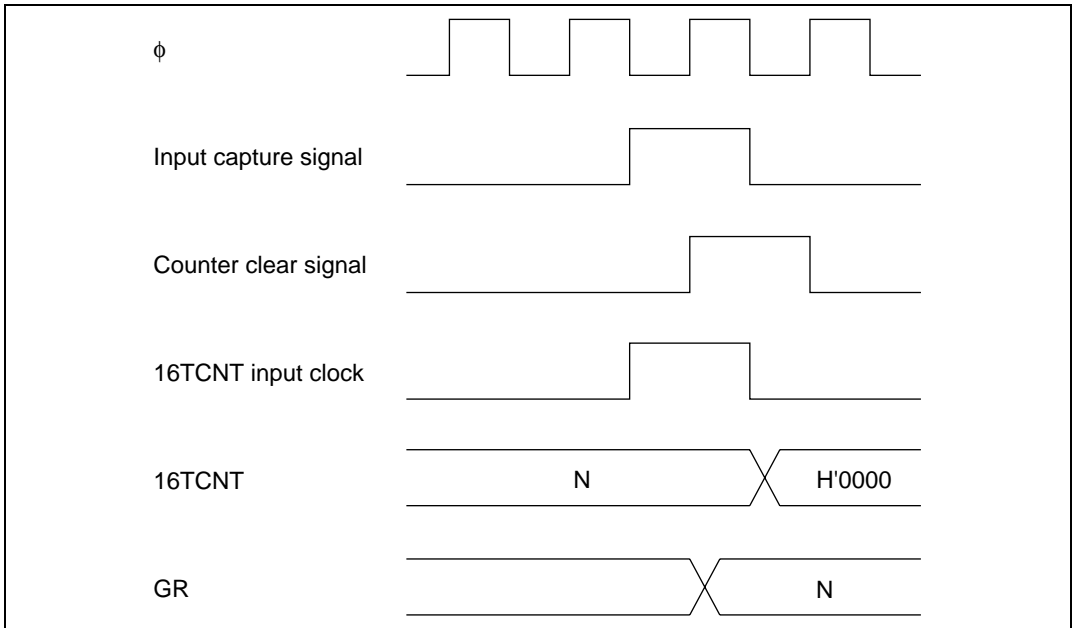 ϕ
Input capture signal
Counter clear signal
16TCNT input clock
16TCNT
N
H'0000
GR
N